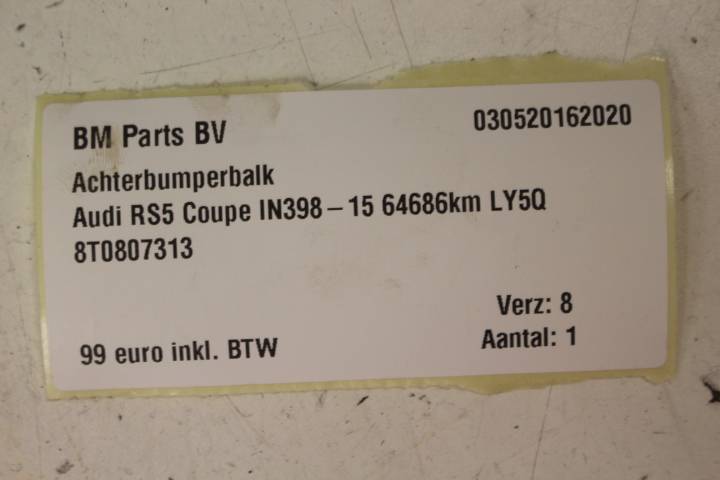 BM Parts BV
030520162020
Achterbumperbalk
Audi RS5 Coupe IN398-15 64686km LY5Q
8T0807313
Verz: 8
99 euro inkl. BTW
Aantal: 1